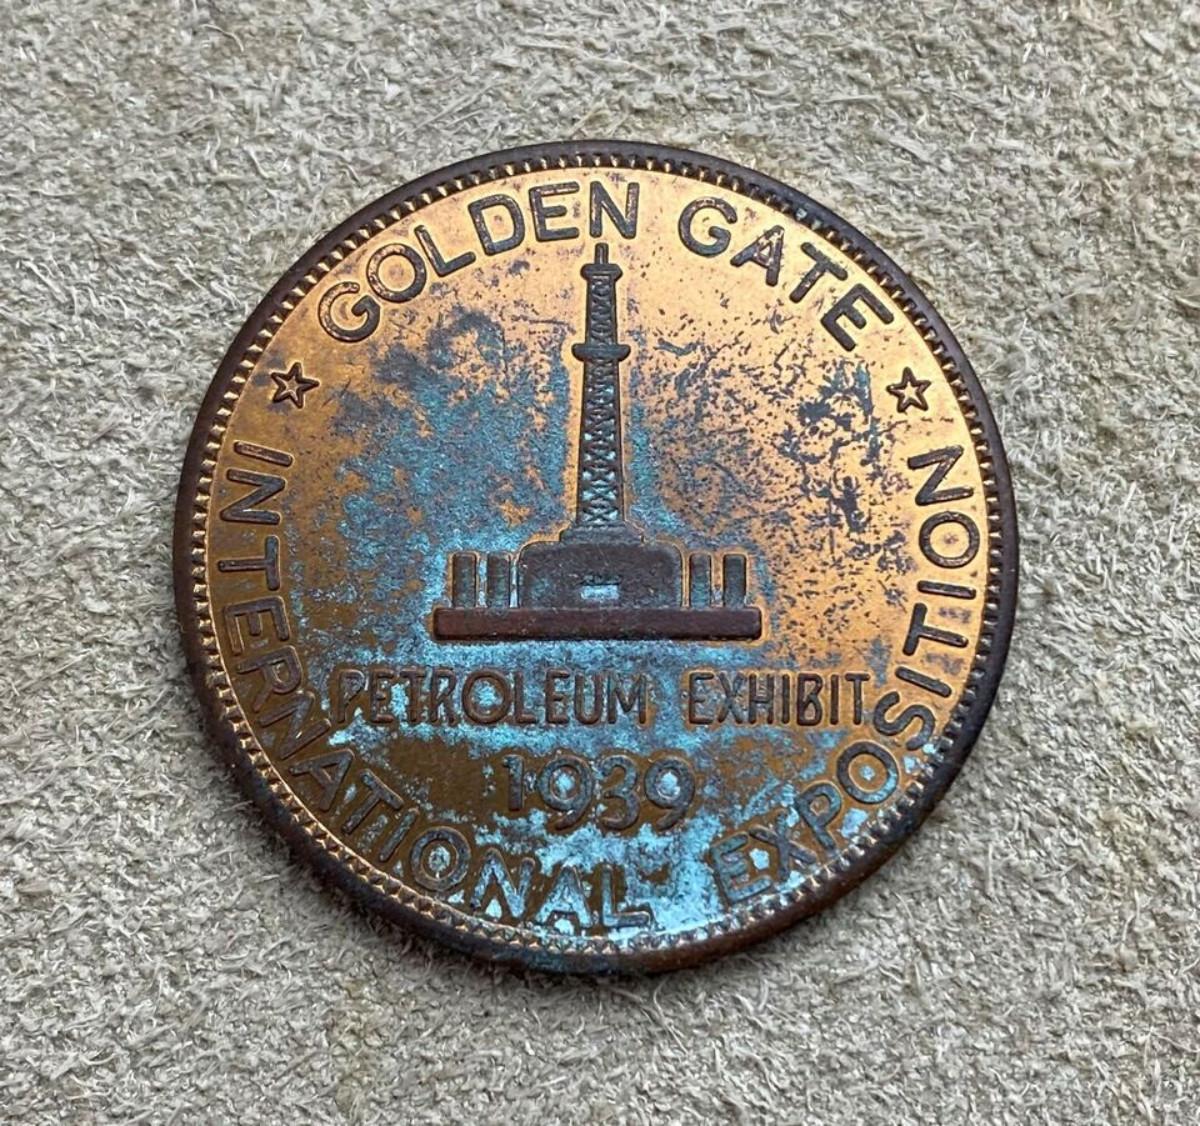 GOLDEN GATE
INTERNATIONAL EXPOSITION
PETROLEUM EXHIBIT
1939